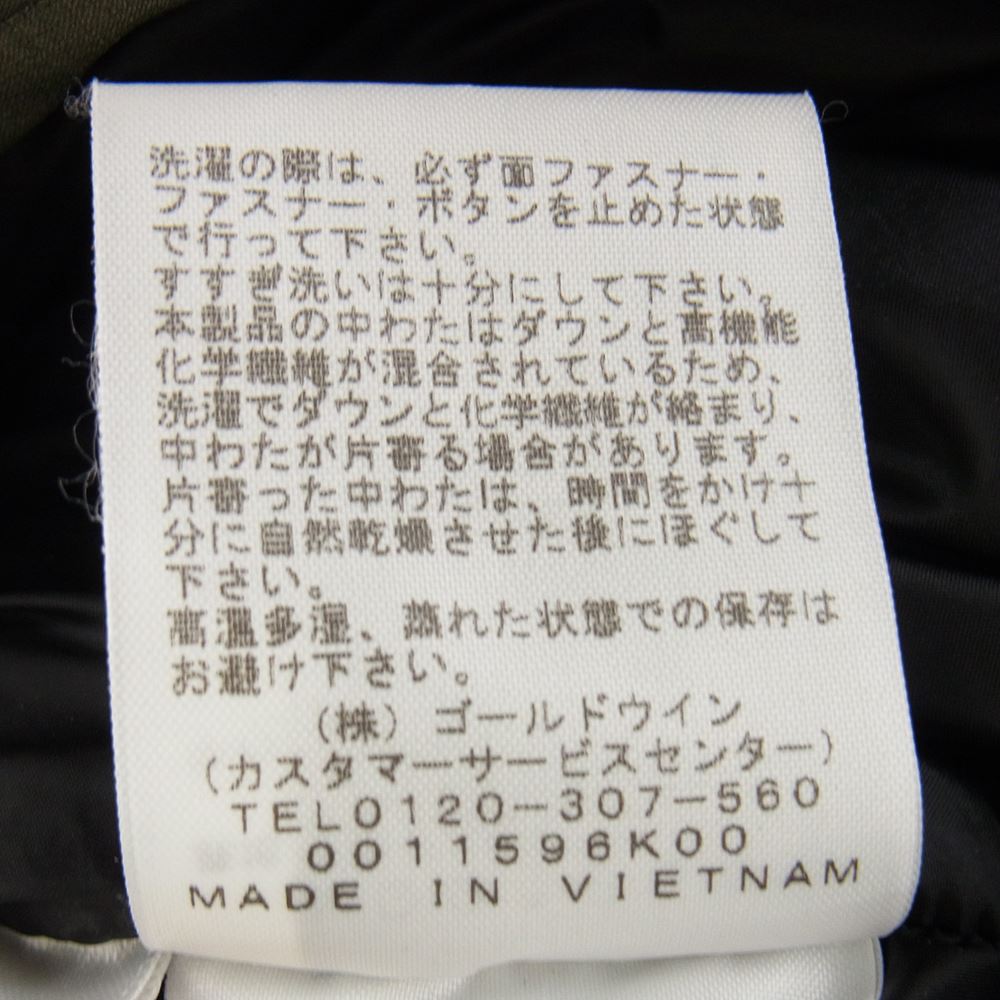 洗濯の際は、必ず面ファスナー・
ファスナー・ボタンを止めた状態
で行って下さい。
すすぎ洗いは十分にして下さい。
本製品の中わたはダウンと高機能
化学繊維が混合されているため、
洗濯でダウンと化学繊維が絡まり、
中わたが片寄る場合があります。
片寄った中わたは、時間をかけ十
分に自然乾燥させた後にほぐして
下さい。
高温多湿、蒸れた状態での保存は
お避け下さい。
(株) ゴールドウイン
(カスタマーサービスセンター)
TEL0120-307-560
0011596K00
MADE IN VIETNAM